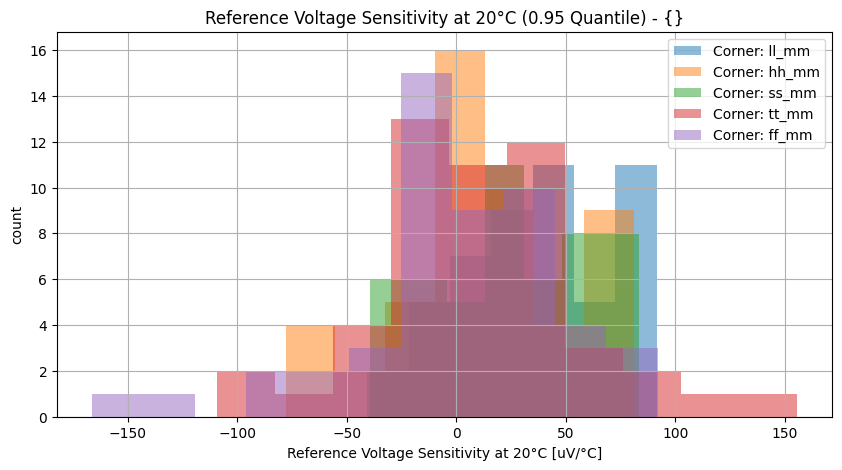 Reference Voltage Sensitivity at 20°C (0.95 Quantile) - {}
16
14
12
10
8
6
4
2
0
count
Corner: ll_mm
Corner: hh_mm
Corner: ss_mm
Corner: tt_mm
Corner: ff_mm
−150 −100 −50 0 50 100 150
Reference Voltage Sensitivity at 20°C [uV/°C]